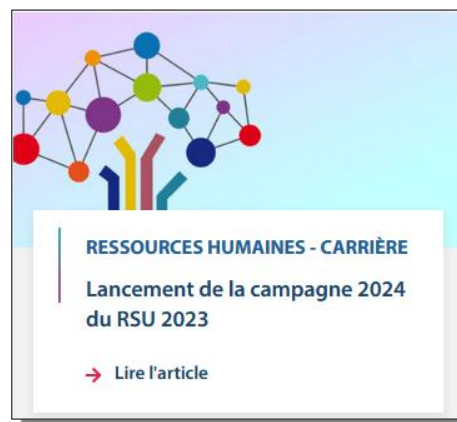 RESSOURCES HUMAINES - CARRIÈRE
Lancement de la campagne 2024
du RSU 2023
Lire l'article